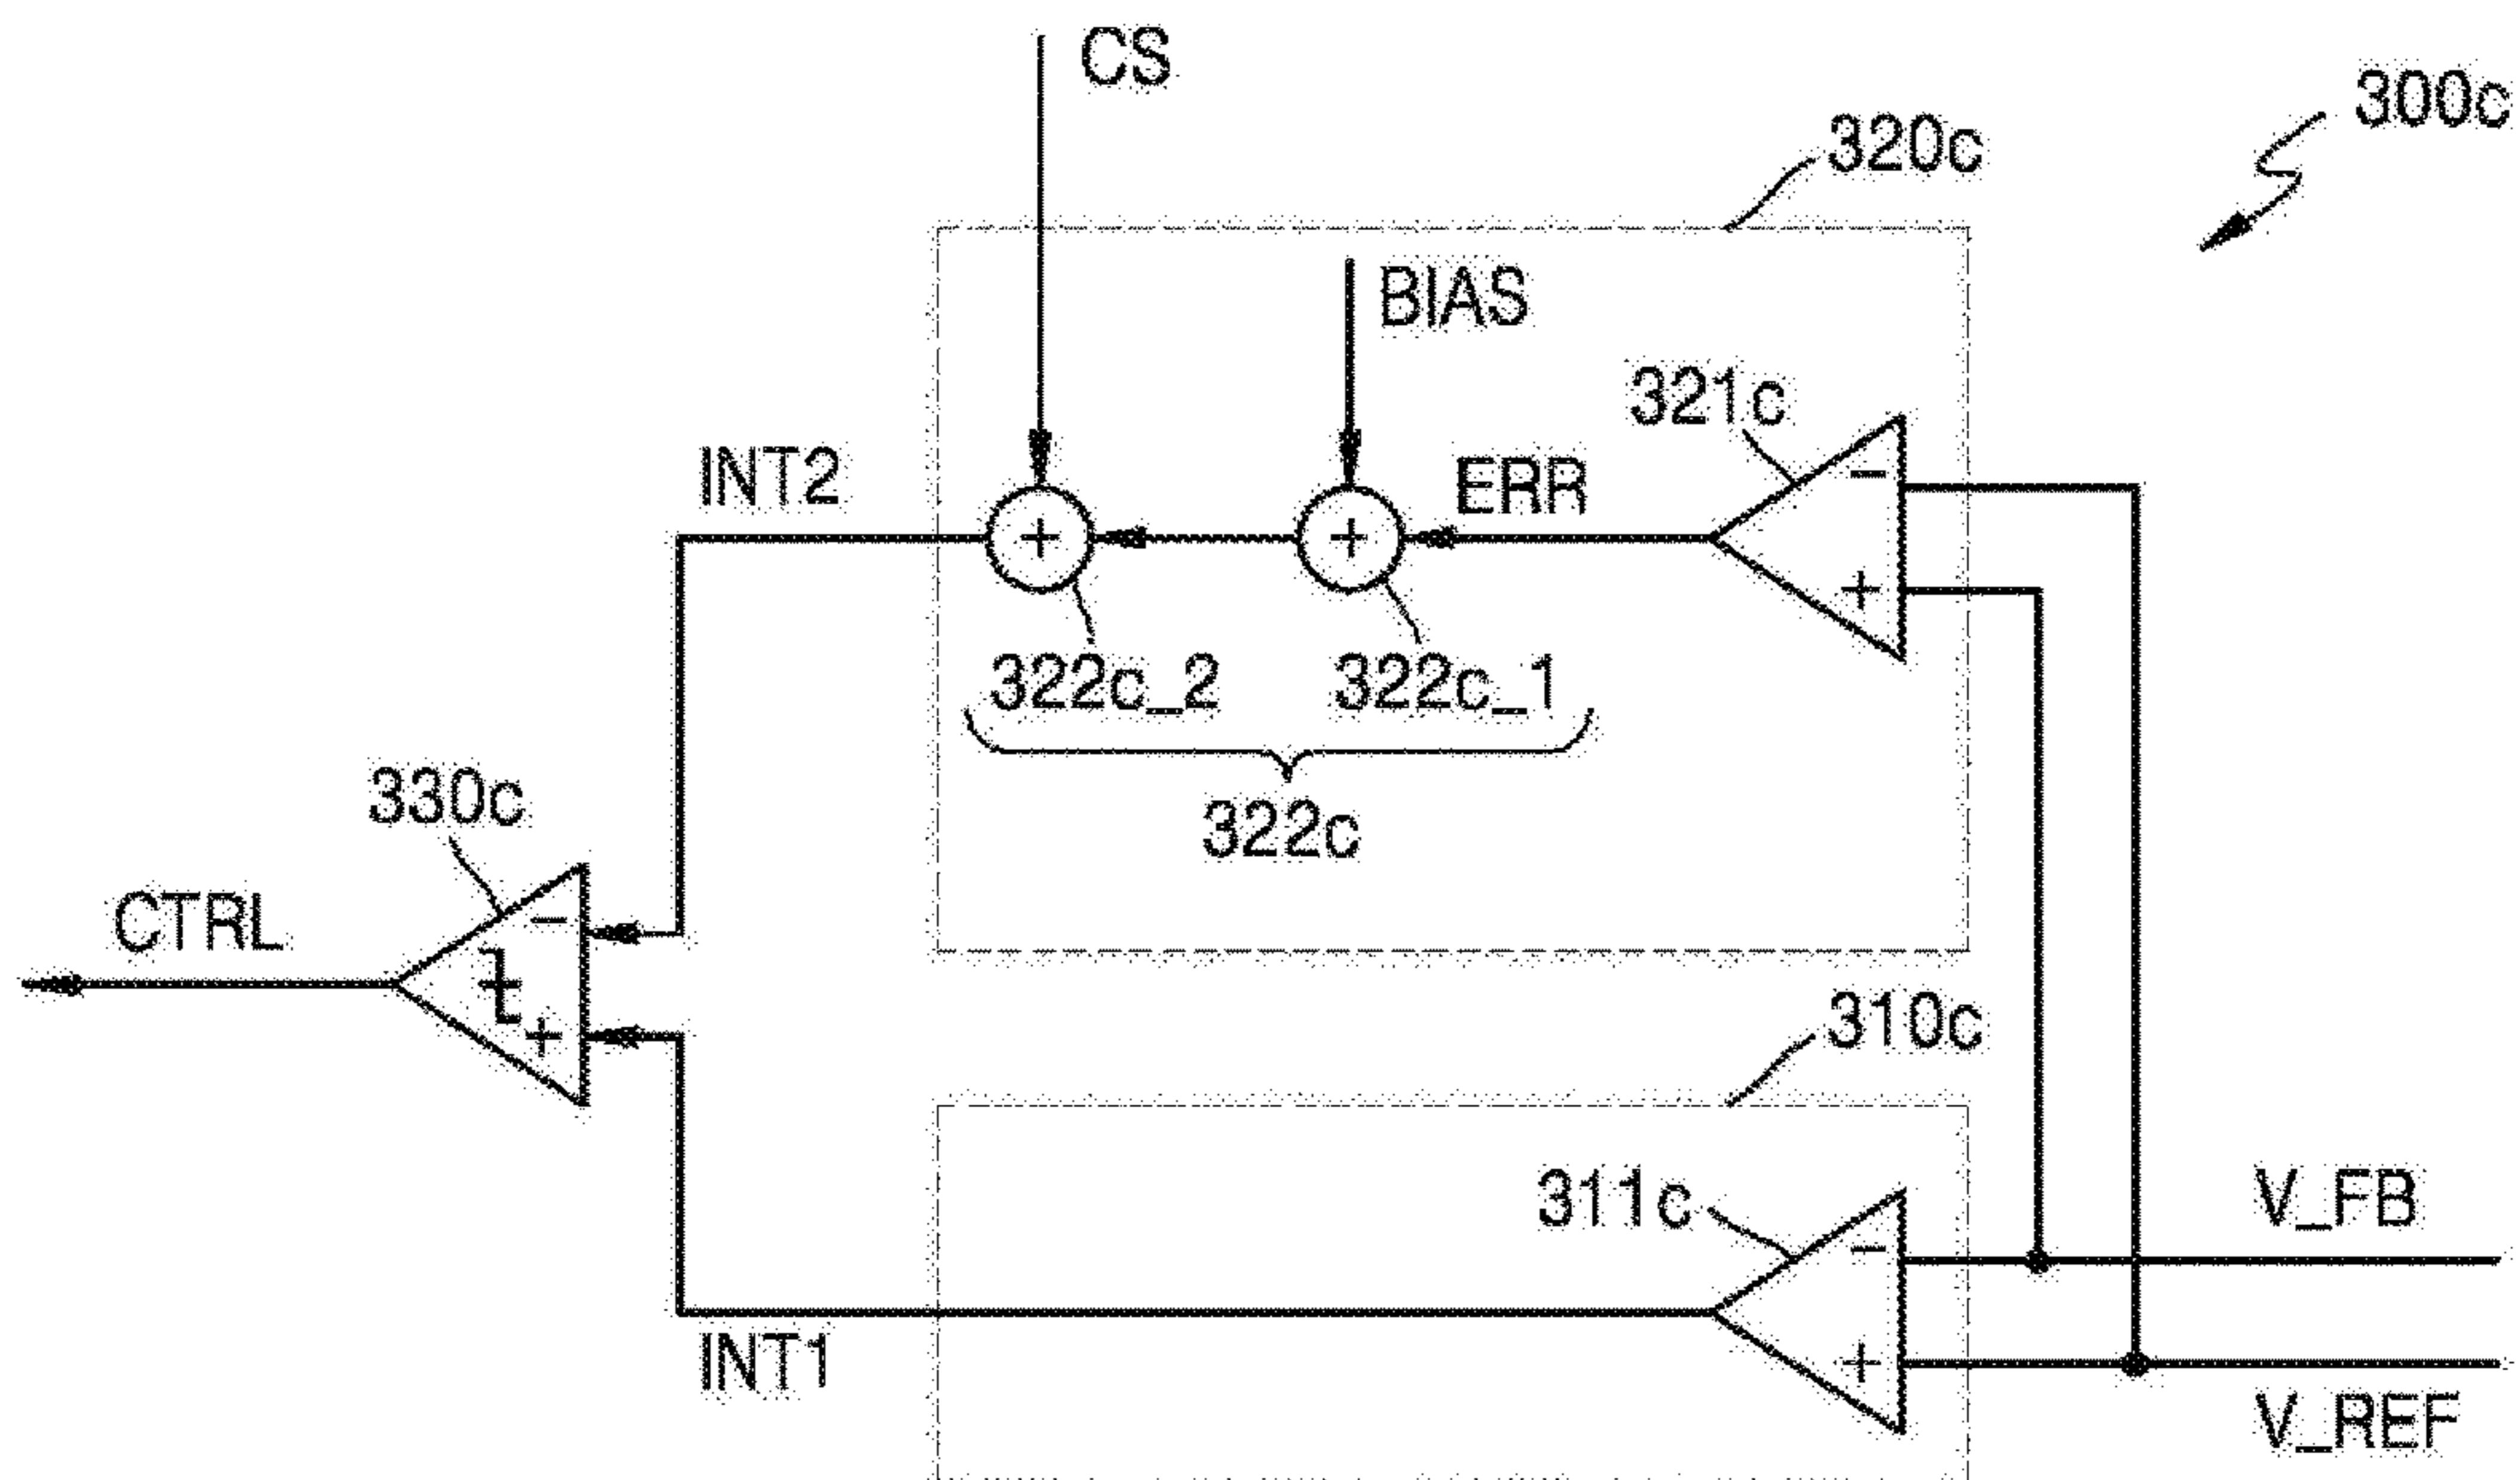 CS
300c
320c
BIAS
321c
INT2
ERR
- + + -
+
322c_2 322c_1
330c
322c
CTRL
-
+
310c
311c
-
V_FB
INT1
+
V_REF